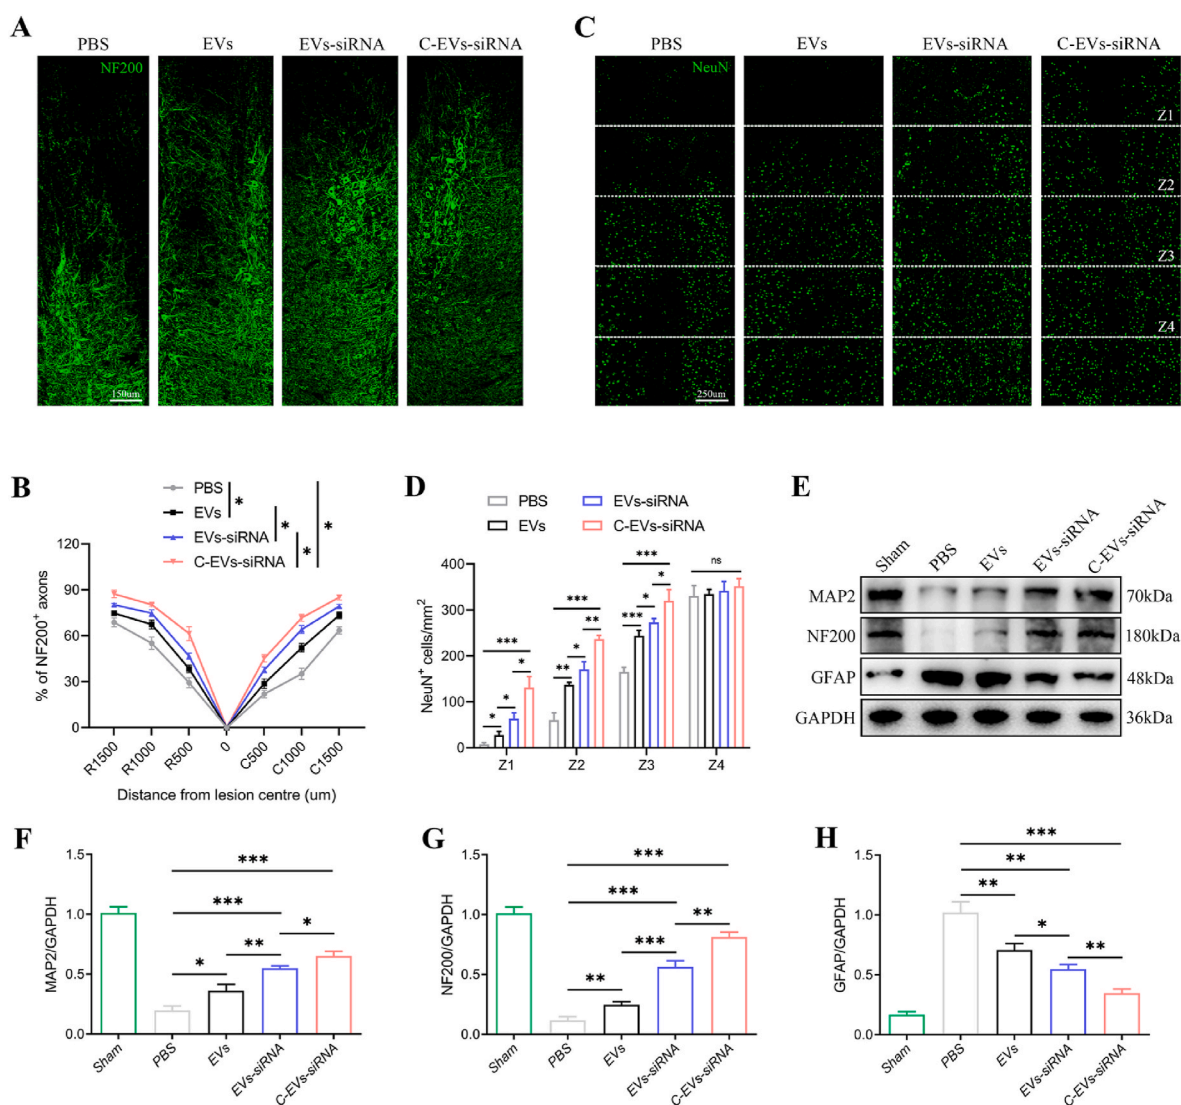 A
PBS
EVs
EVs-siRNA
C-EVs-siRNA
NF200
150um
C
PBS
EVs
EVs-siRNA
C-EVs-siRNA
NeuN
Z1
Z2
Z3
Z4
250um
B
PBS
EVs
EVs-siRNA
C-EVs-siRNA
*
*
*
*
% of NF200+ axons
120
90
60
30
0
R1500
R1000
R500
0
C500
C1000
C1500
Distance from lesion centre (um)
D
PBS
EVs
EVs-siRNA
C-EVs-siRNA
NeuN+ cells/mm2
400
300
200
100
0
***
*
*
*
***
**
*
**
***
*
*
***
ns
Z1
Z2
Z3
Z4
E
Sham
PBS
EVs
EVs-siRNA
C-EVs-siRNA
MAP2
70kDa
NF200
180kDa
GFAP
48kDa
GAPDH
36kDa
F
MAP2/GAPDH
1.5
1.0
0.5
0.0
***
***
*
**
*
Sham
PBS
EVs
EVs-siRNA
C-EVs-siRNA
G
NF200/GAPDH
1.5
1.0
0.5
0.0
***
***
**
***
**
Sham
PBS
EVs
EVs-siRNA
C-EVs-siRNA
H
GFAP/GAPDH
1.5
1.0
0.5
0.0
***
**
**
*
**
Sham
PBS
EVs
EVs-siRNA
C-EVs-siRNA